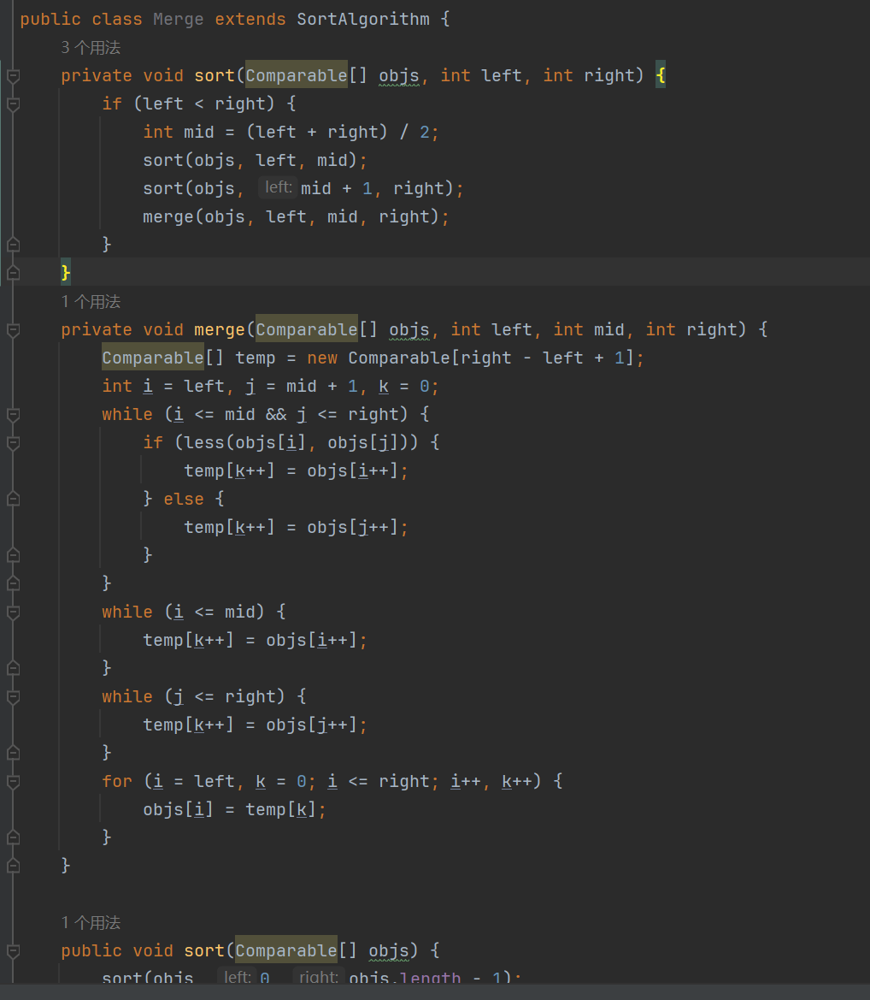 public class Merge extends SortAlgorithm {
3 个用法
private void sort(Comparable[] objs, int left, int right) {
if (left < right) {
int mid = (left + right) / 2;
sort(objs, left, mid);
sort(objs, left: mid + 1, right);
merge(objs, left, mid, right);
}
}
1 个用法
private void merge(Comparable[] objs, int left, int mid, int right) {
Comparable[] temp = new Comparable[right - left + 1];
int i = left, j = mid + 1, k = 0;
while (i <= mid && j <= right) {
if (less(objs[i], objs[j])) {
temp[k++] = objs[i++];
} else {
temp[k++] = objs[j++];
}
}
while (i <= mid) {
temp[k++] = objs[i++];
}
while (j <= right) {
temp[k++] = objs[j++];
}
for (i = left, k = 0; i <= right; i++, k++) {
objs[i] = temp[k];
}
}
1 个用法
public void sort(Comparable[] objs) {
sort(objs left: 0 right: objs.length - 1);